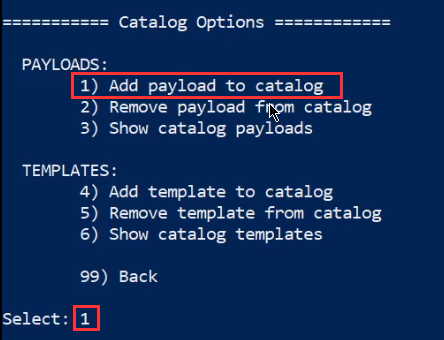 =========== Catalog Options ============
PAYLOADS:
1) Add payload to catalog
2) Remove payload from catalog
3) Show catalog payloads
TEMPLATES:
4) Add template to catalog
5) Remove template from catalog
6) Show catalog templates
99) Back
Select: 1